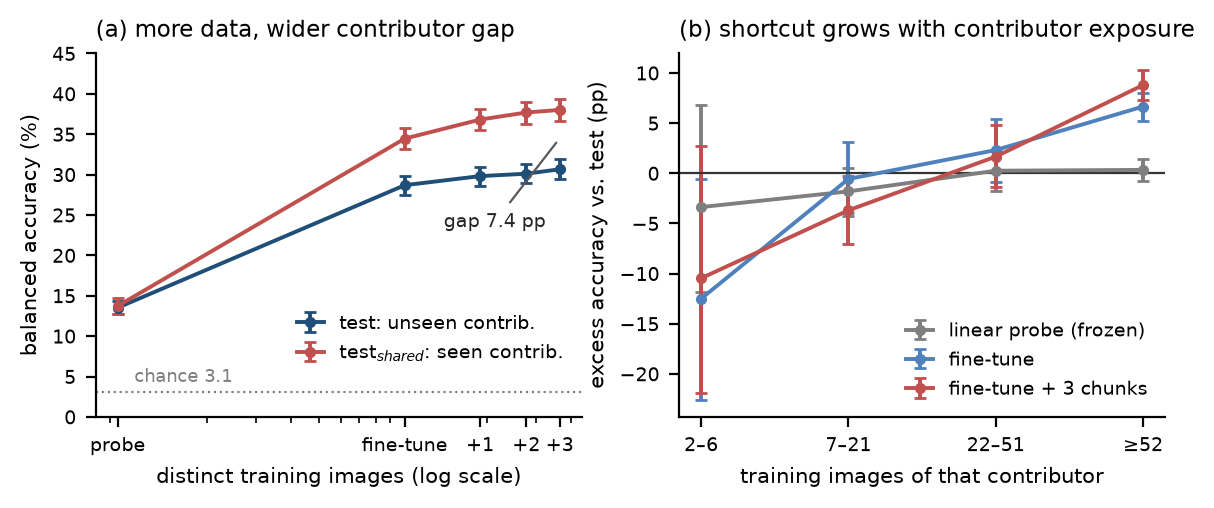 (a) more data, wider contributor gap
balanced accuracy (%)
45
40
35
30
25
20
15
10
5
0
gap 7.4 pp
test: unseen contrib.
test_shared: seen contrib.
chance 3.1
probe fine-tune +1 +2 +3
distinct training images (log scale)
(b) shortcut grows with contributor exposure
excess accuracy vs. test (pp)
10
5
0
−5
−10
−15
−20
linear probe (frozen)
fine-tune
fine-tune + 3 chunks
2–6 7–21 22–51 ≥52
training images of that contributor